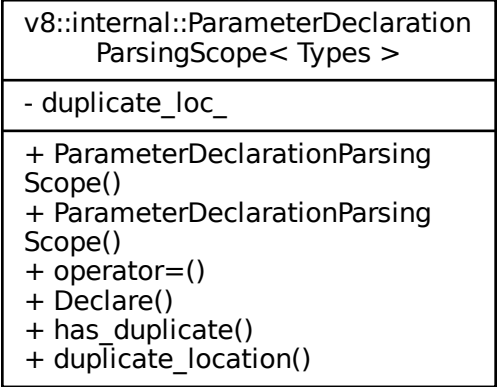 v8::internal::ParameterDeclaration
ParsingScope< Types >
- duplicate_loc_
+ ParameterDeclarationParsing
Scope()
+ ParameterDeclarationParsing
Scope()
+ operator=()
+ Declare()
+ has_duplicate()
+ duplicate_location()